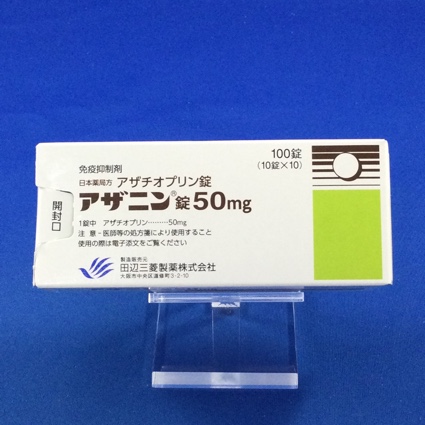 100錠
(10錠×10)
免疫抑制剤
日本薬局方 アザチオプリン錠
アザニン®錠50mg
1錠中 アザチオプリン………50mg
注 意-医師等の処方箋により使用すること
使用の際は電子添文をご覧ください
開封口
製造販売元
田辺三菱製薬株式会社
大阪市中央区道修町3-2-10